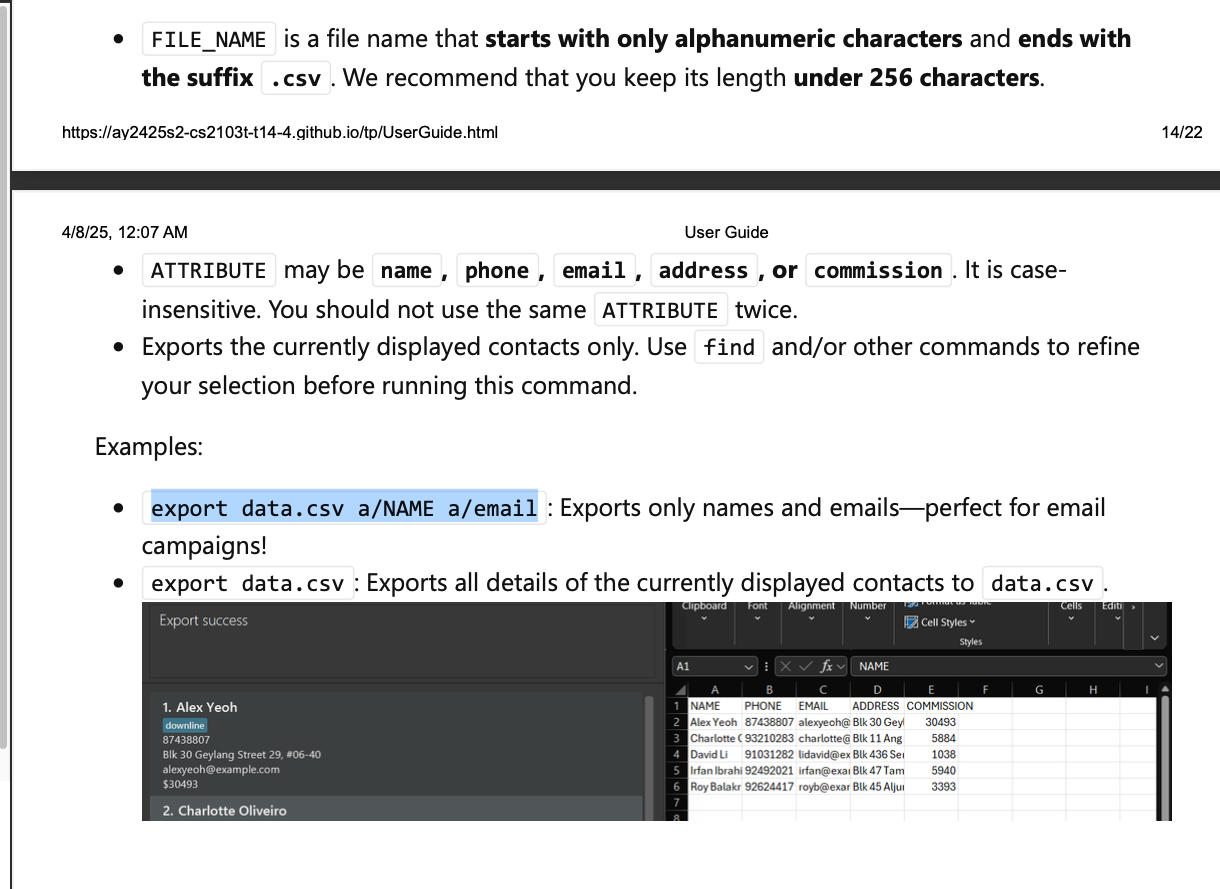 • FILE_NAME is a file name that starts with only alphanumeric characters and ends with
the suffix .csv. We recommend that you keep its length under 256 characters.
https://ay2425s2-cs2103t-t14-4.github.io/tp/UserGuide.html 14/22
4/8/25, 12:07 AM User Guide
• ATTRIBUTE may be name, phone, email, address, or commission. It is case-
insensitive. You should not use the same ATTRIBUTE twice.
• Exports the currently displayed contacts only. Use find and/or other commands to refine
your selection before running this command.
Examples:
• export data.csv a/NAME a/email: Exports only names and emails—perfect for email
campaigns!
• export data.csv: Exports all details of the currently displayed contacts to data.csv.
Export success
1. Alex Yeoh
downline
87438807
Blk 30 Geylang Street 29, #06-40
alexyeoh@example.com
$30493
2. Charlotte Oliveiro
Clipboard Font Alignment Number Format as Table Cells Editi
Cell Styles
Styles
A1 fx NAME
A B C D E F G H I
1 NAME PHONE EMAIL ADDRESS COMMISSION
2 Alex Yeoh 87438807 alexyeoh@ Blk 30 Geyl 30493
3 Charlotte 93210283 charlotte@ Blk 11 Ang 5884
4 David Li 91031282 lidavid@ex Blk 436 Ser 1038
5 Irfan Ibrahi 92492021 irfan@exar Blk 47 Tam 5940
6 Roy Balakr 92624417 royb@exar Blk 45 Alju 3393
7
8